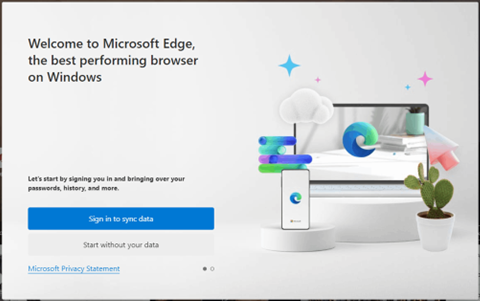 Welcome to Microsoft Edge,
the best performing browser
on Windows
Let's start by signing you in and bringing over your
passwords, history, and more.
Sign in to sync data
Start without your data
Microsoft Privacy Statement